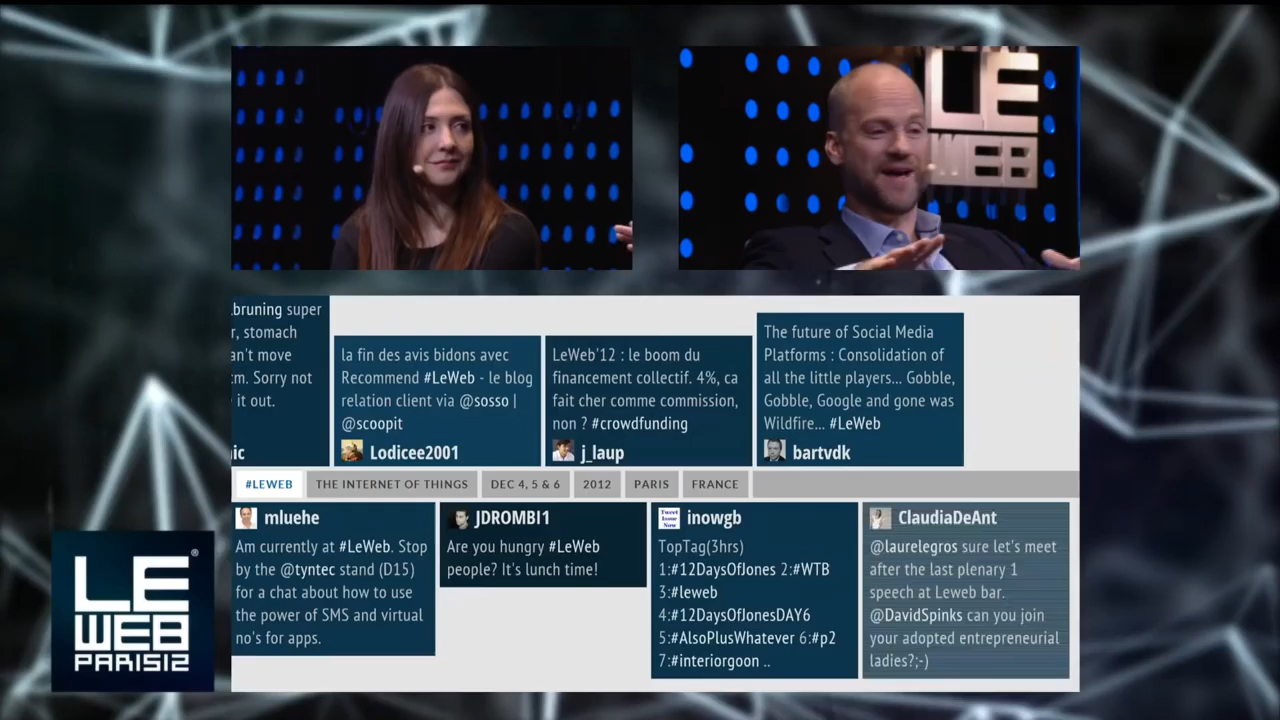 LE
WEB
.bruning super
r, stomach
an't move
tm. Sorry not
it out.
ic
la fin des avis bidons avec
Recommend #LeWeb - le blog
relation client via @sosso |
@scoopit
Lodicee2001
LeWeb'12 : le boom du
financement collectif. 4%, ca
fait cher comme commission,
non ? #crowdfunding
j_laup
The future of Social Media
Platforms : Consolidation of
all the little players... Gobble,
Gobble, Google and gone was
Wildfire... #LeWeb
bartvdk
#LEWEB
THE INTERNET OF THINGS
DEC 4, 5 & 6
2012
PARIS
FRANCE
mluehe
Am currently at #LeWeb. Stop
by the @tyntec stand (D15)
for a chat about how to use
the power of SMS and virtual
no's for apps.
JDROMBI1
Are you hungry #LeWeb
people? It's lunch time!
Tweet
Issue
Now
inowgb
TopTag(3hrs)
1:#12DaysOfJones 2:#WTB
3:#leweb
4:#12DaysOfJonesDAY6
5:#AlsoPlusWhatever 6:#p2
7:#interiorgoon ..
ClaudiaDeAnt
@laurelegros sure let's meet
after the last plenary 1
speech at Leweb bar.
@DavidSpinks can you join
your adopted entrepreneurial
ladies?;-)
LE®
WEB
PARIS12